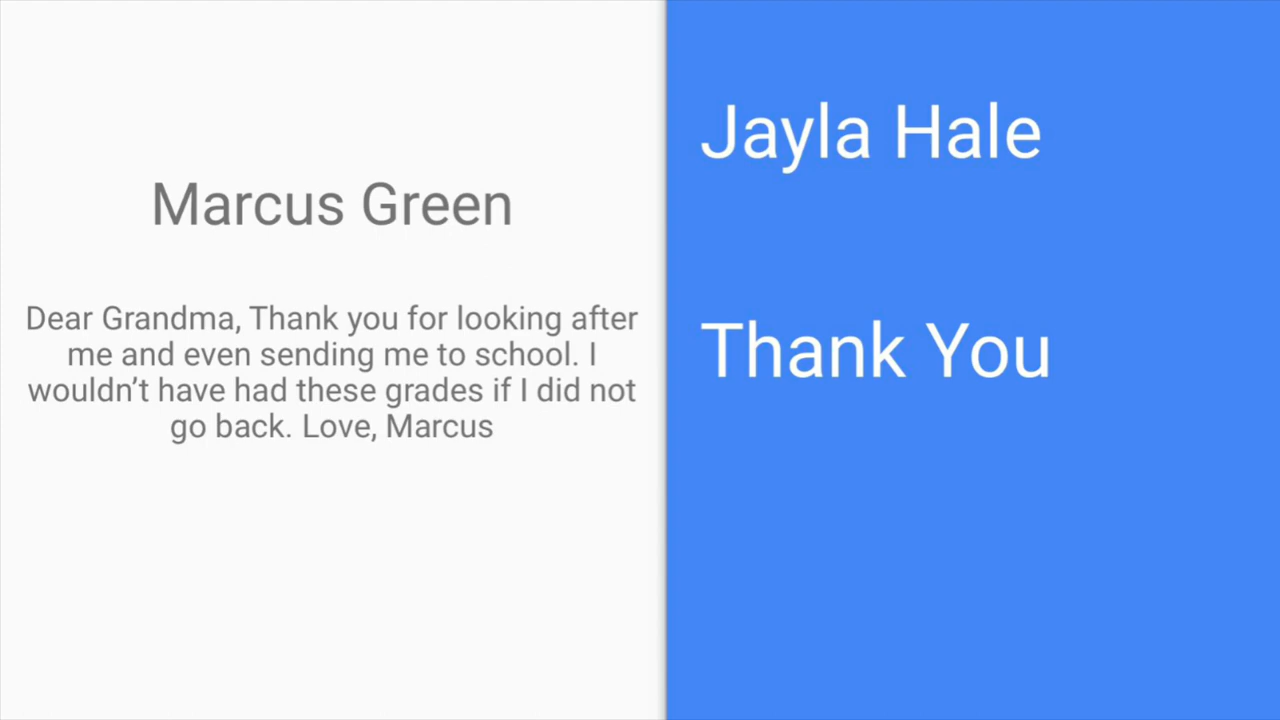 Marcus Green
Dear Grandma, Thank you for looking after
me and even sending me to school. I
wouldn’t have had these grades if I did not
go back. Love, Marcus
Jayla Hale
Thank You